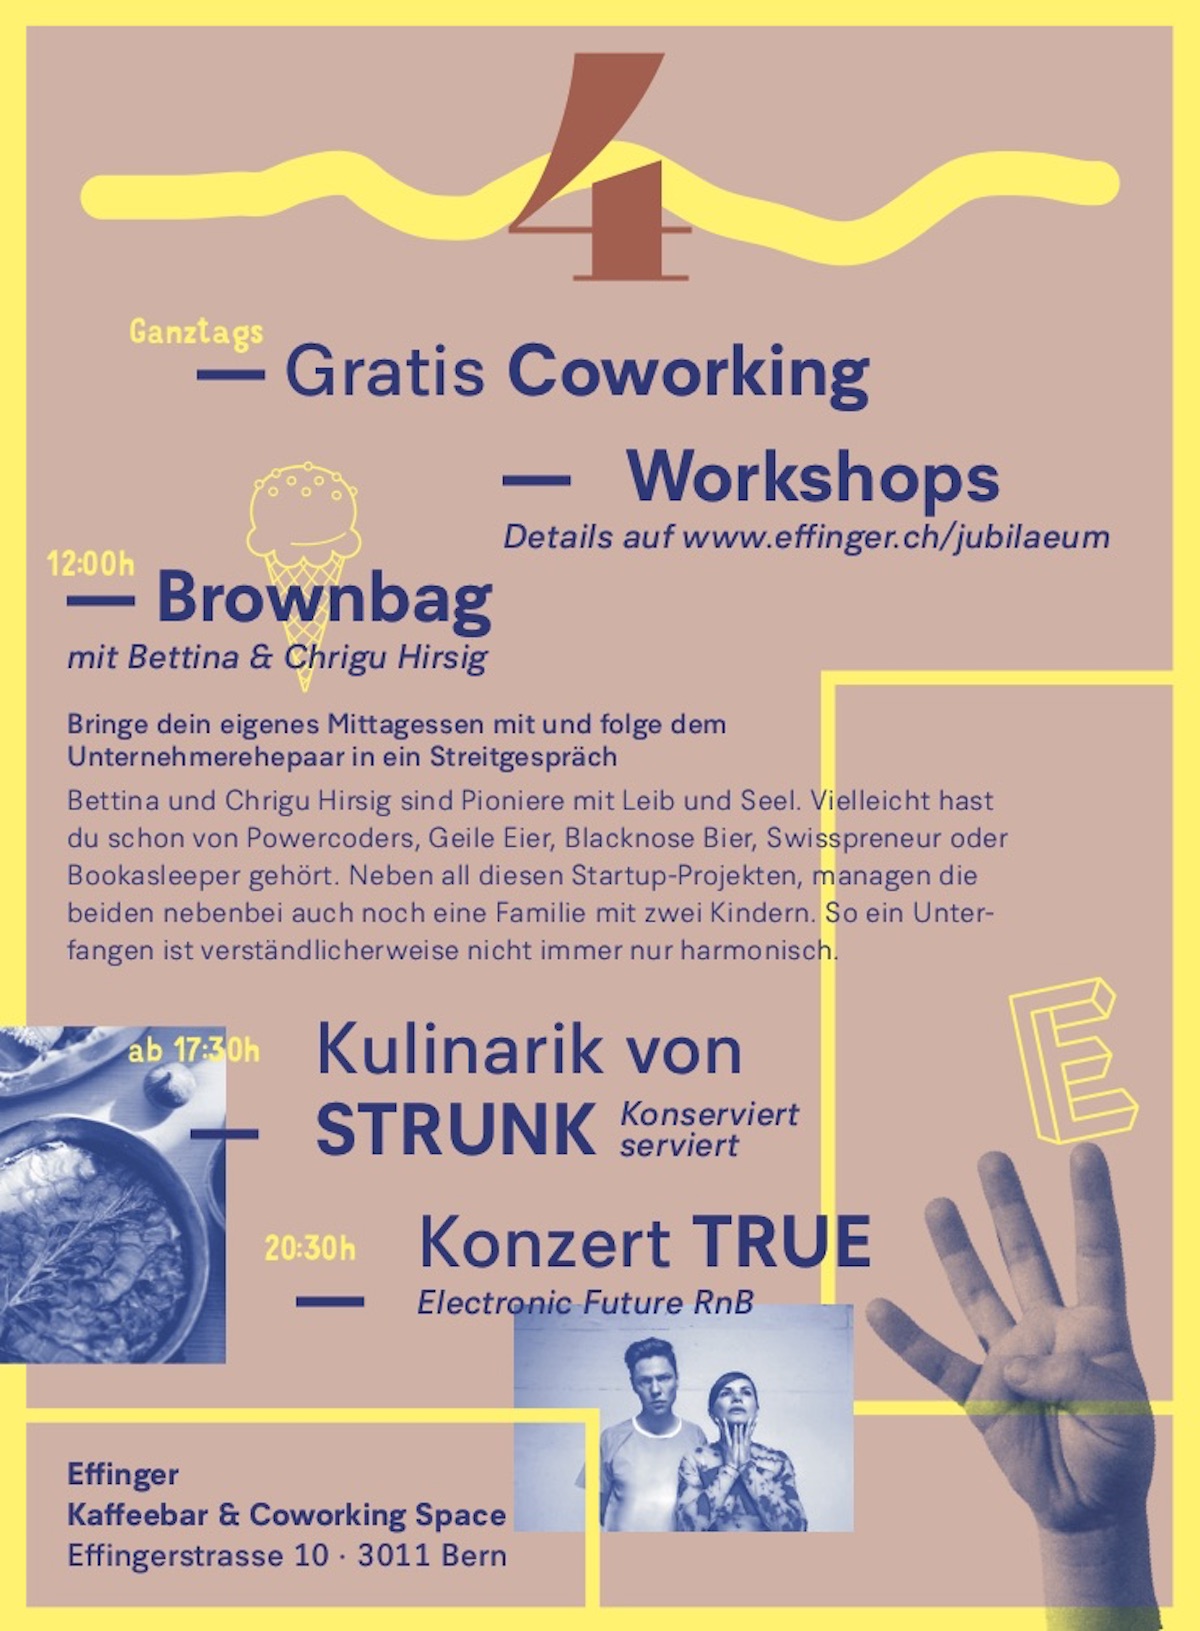 4
Ganztags
Gratis Coworking
Workshops
Details auf www.effinger.ch/jubilaeum
12:00h
Brownbag
mit Bettina & Chrigu Hirsig
Bringe dein eigenes Mittagessen mit und folge dem
Unternehmerehepaar in ein Streitgespräch
Bettina und Chrigu Hirsig sind Pioniere mit Leib und Seel. Vielleicht hast
du schon von Powercoders, Geile Eier, Blacknose Bier, Swisspreneur oder
Bookasleeper gehört. Neben all diesen Startup-Projekten, managen die
beiden nebenbei auch noch eine Familie mit zwei Kindern. So ein Unter-
fangen ist verständlicherweise nicht immer nur harmonisch.
E
ab 17:30h
Kulinarik von
STRUNK Konserviert
serviert
20:30h
Konzert TRUE
Electronic Future RnB
Effinger
Kaffeebar & Coworking Space
Effingerstrasse 10 · 3011 Bern